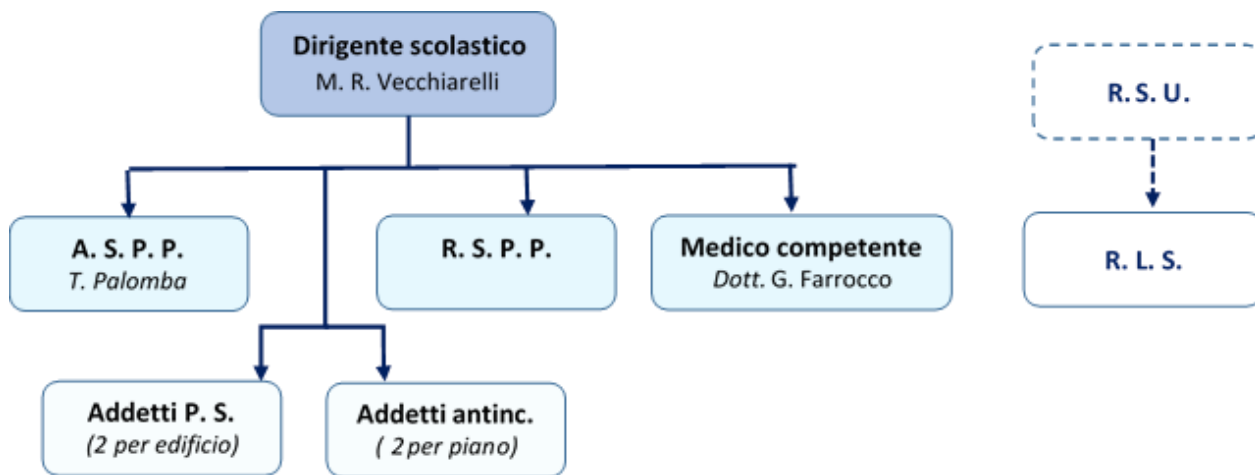 Dirigente scolastico
M. R. Vecchiarelli
R. S. U.
A. S. P. P.
T. Palomba
R. S. P. P.
Medico competente
Dott. G. Farrocco
R. L. S.
Addetti P. S.
(2 per edificio)
Addetti antinc.
( 2 per piano)